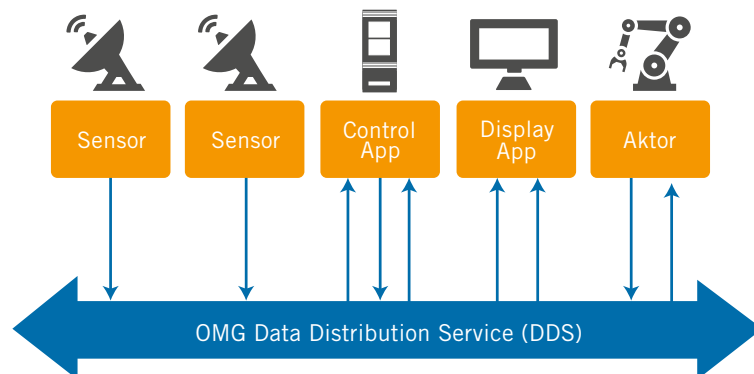 Sensor
Sensor
Control
App
Display
App
Aktor
OMG Data Distribution Service (DDS)